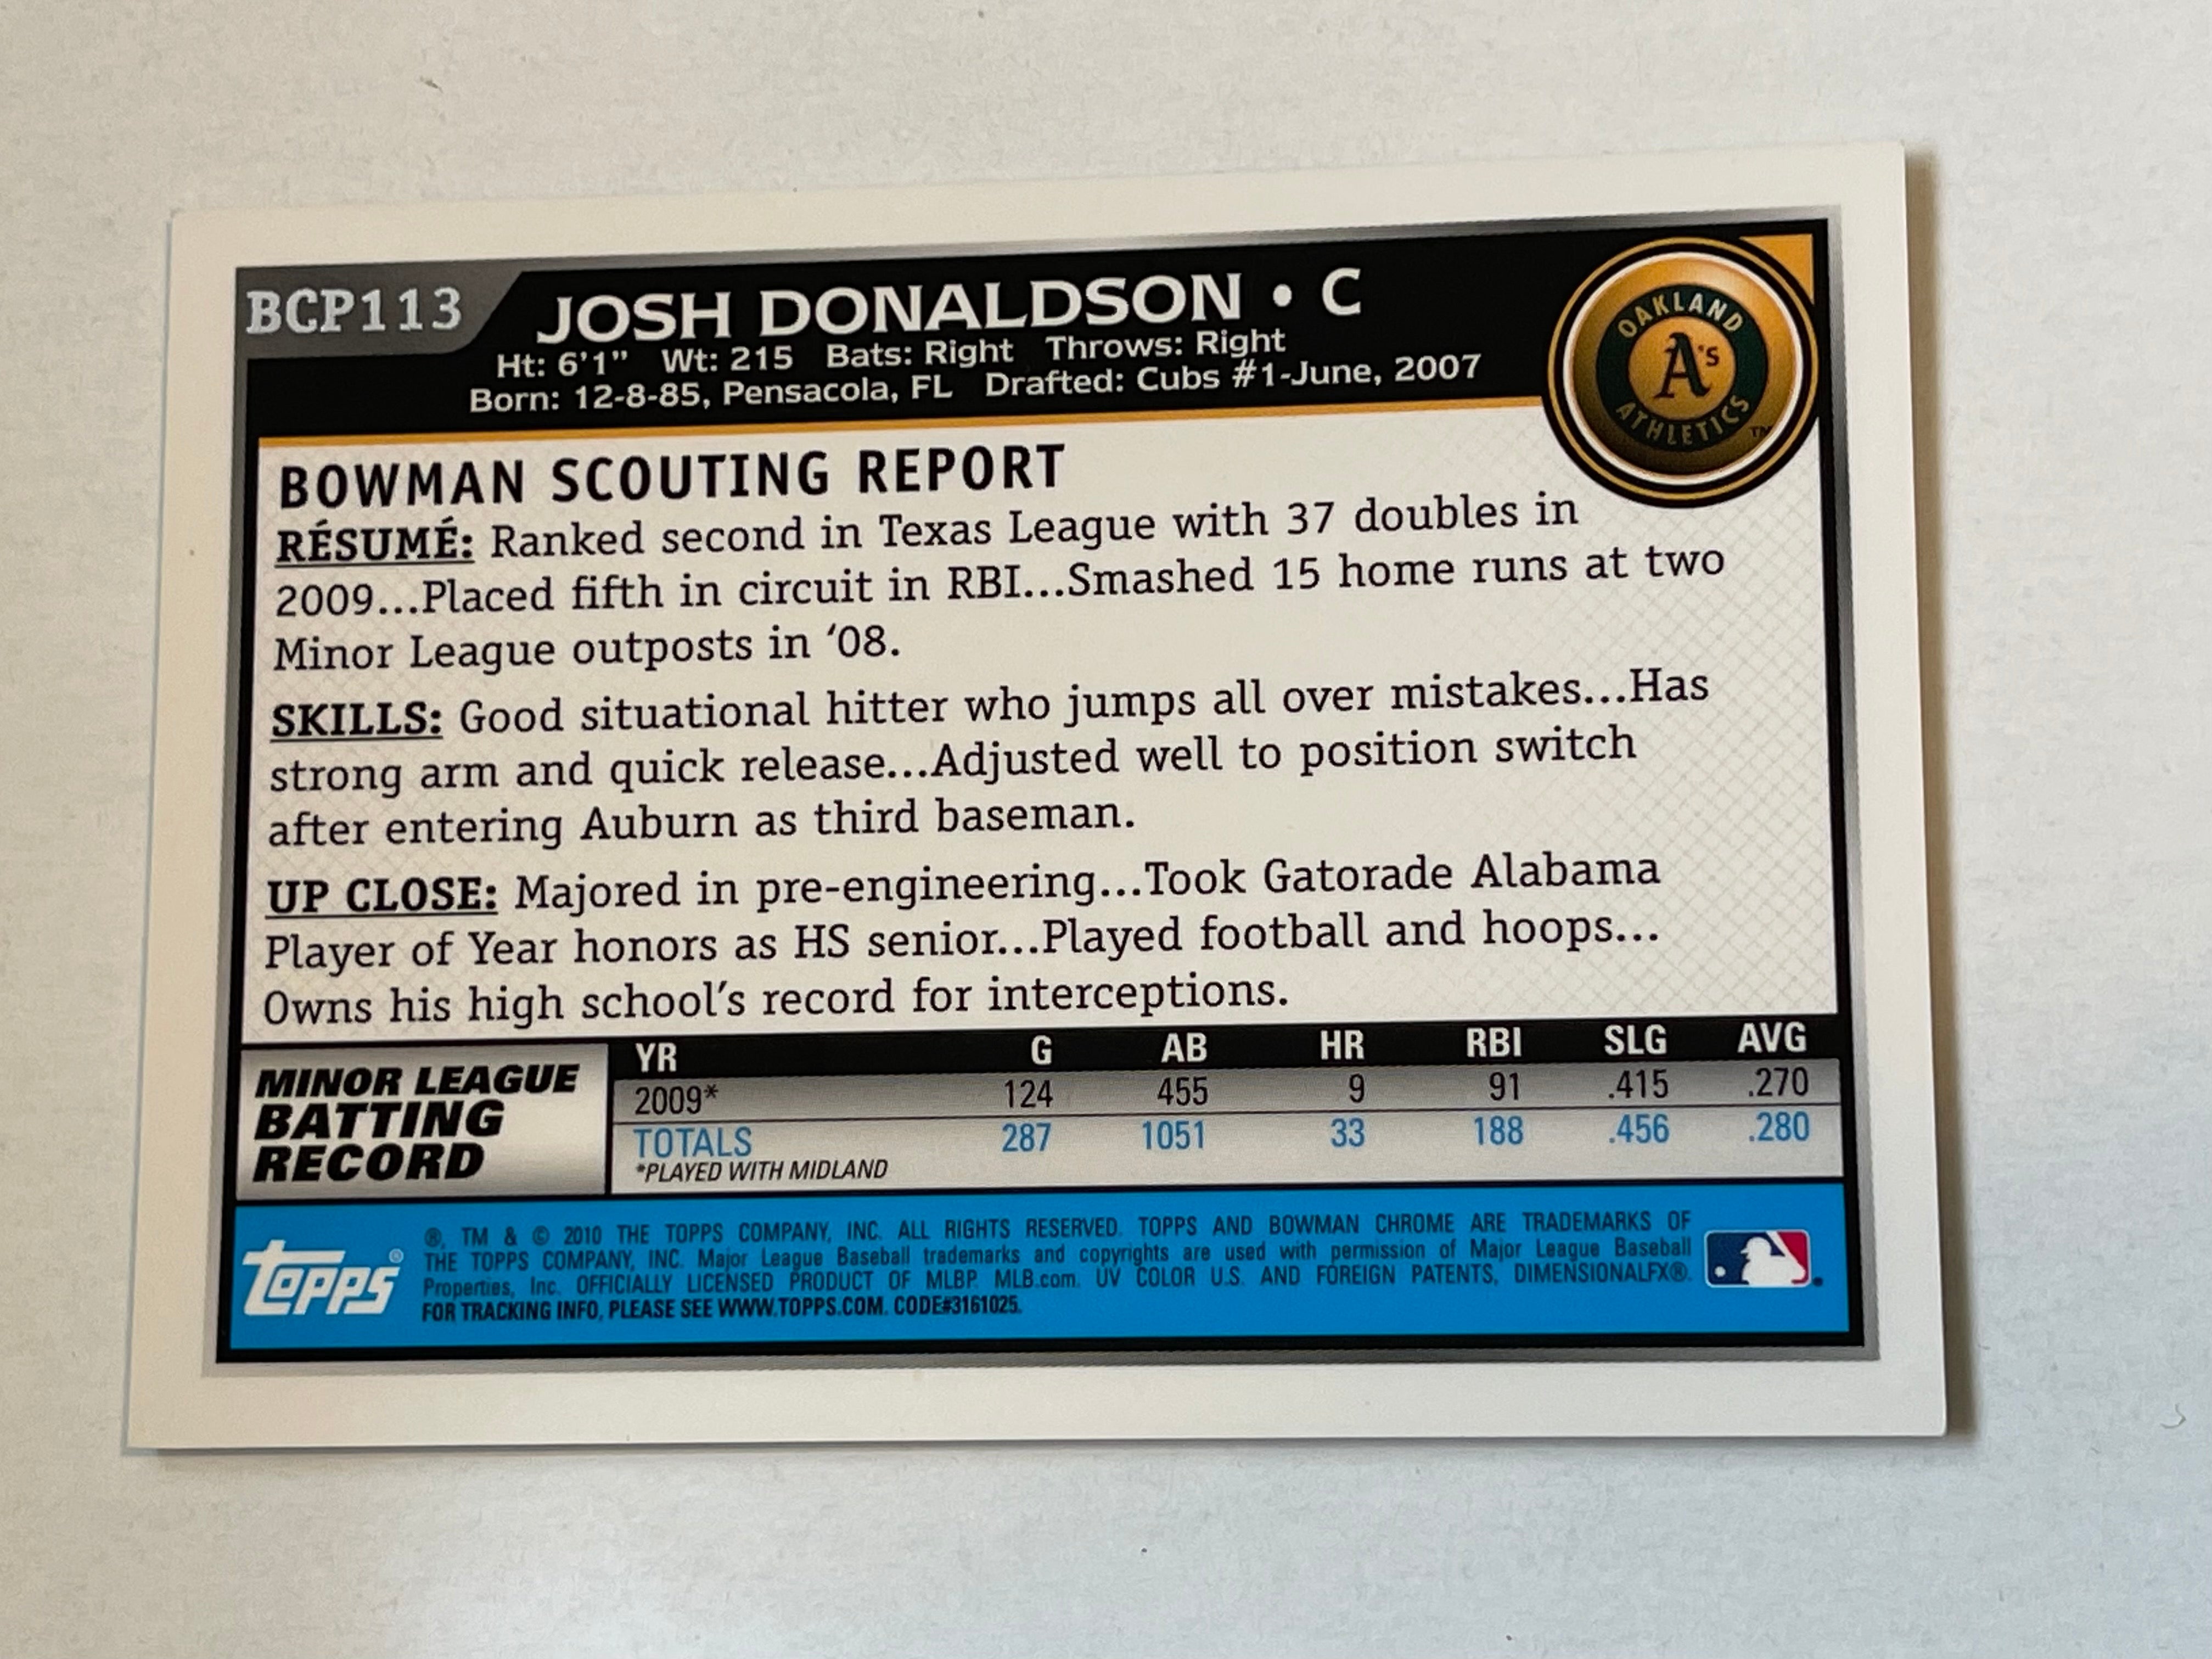 BCP113
JOSH DONALDSON • C
Ht: 6'1" Wt: 215 Bats: Right Throws: Right
Born: 12-8-85, Pensacola, FL Drafted: Cubs #1-June, 2007
OAKLAND
A's
ATHLETICS
TM
BOWMAN SCOUTING REPORT
RÉSUMÉ: Ranked second in Texas League with 37 doubles in
2009...Placed fifth in circuit in RBI...Smashed 15 home runs at two
Minor League outposts in '08.
SKILLS: Good situational hitter who jumps all over mistakes...Has
strong arm and quick release...Adjusted well to position switch
after entering Auburn as third baseman.
UP CLOSE: Majored in pre-engineering...Took Gatorade Alabama
Player of Year honors as HS senior...Played football and hoops...
Owns his high school's record for interceptions.
MINOR LEAGUE
BATTING
RECORD
YR G AB HR RBI SLG AVG
2009* 124 455 9 91 .415 .270
TOTALS 287 1051 33 188 .456 .280
*PLAYED WITH MIDLAND
topps®
®, TM & © 2010 THE TOPPS COMPANY, INC. ALL RIGHTS RESERVED. TOPPS AND BOWMAN CHROME ARE TRADEMARKS OF
THE TOPPS COMPANY, INC. Major League Baseball trademarks and copyrights are used with permission of Major League Baseball
Properties, Inc. OFFICIALLY LICENSED PRODUCT OF MLBP. MLB.com. UV COLOR U.S. AND FOREIGN PATENTS, DIMENSIONALFX®.
FOR TRACKING INFO, PLEASE SEE WWW.TOPPS.COM. CODE#3161025.